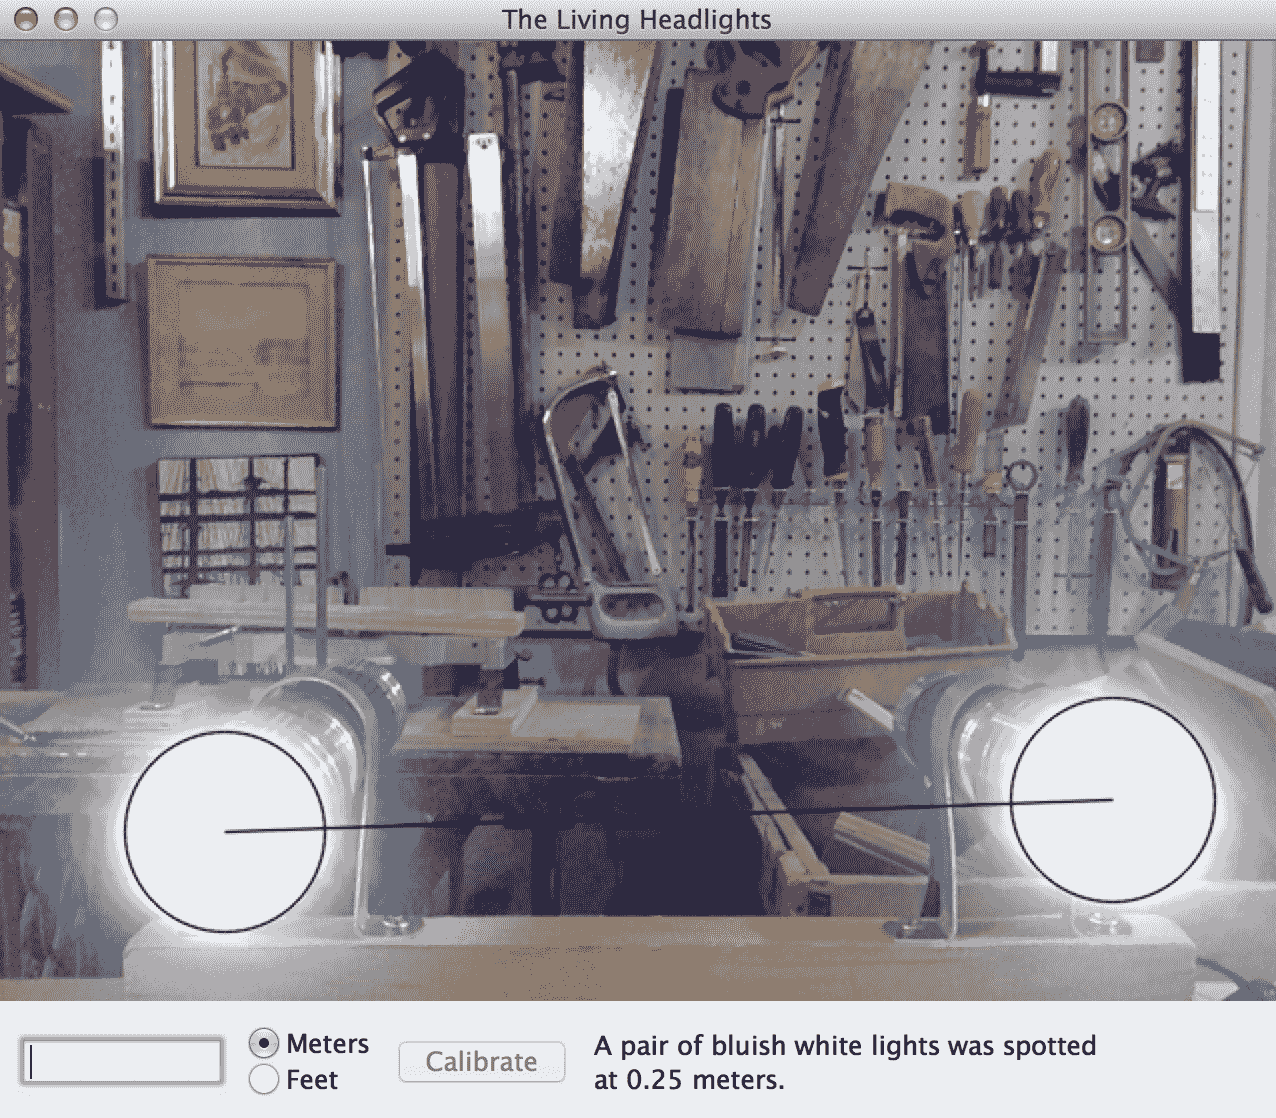 The Living Headlights
Meters
Feet
Calibrate
A pair of bluish white lights was spotted
at 0.25 meters.